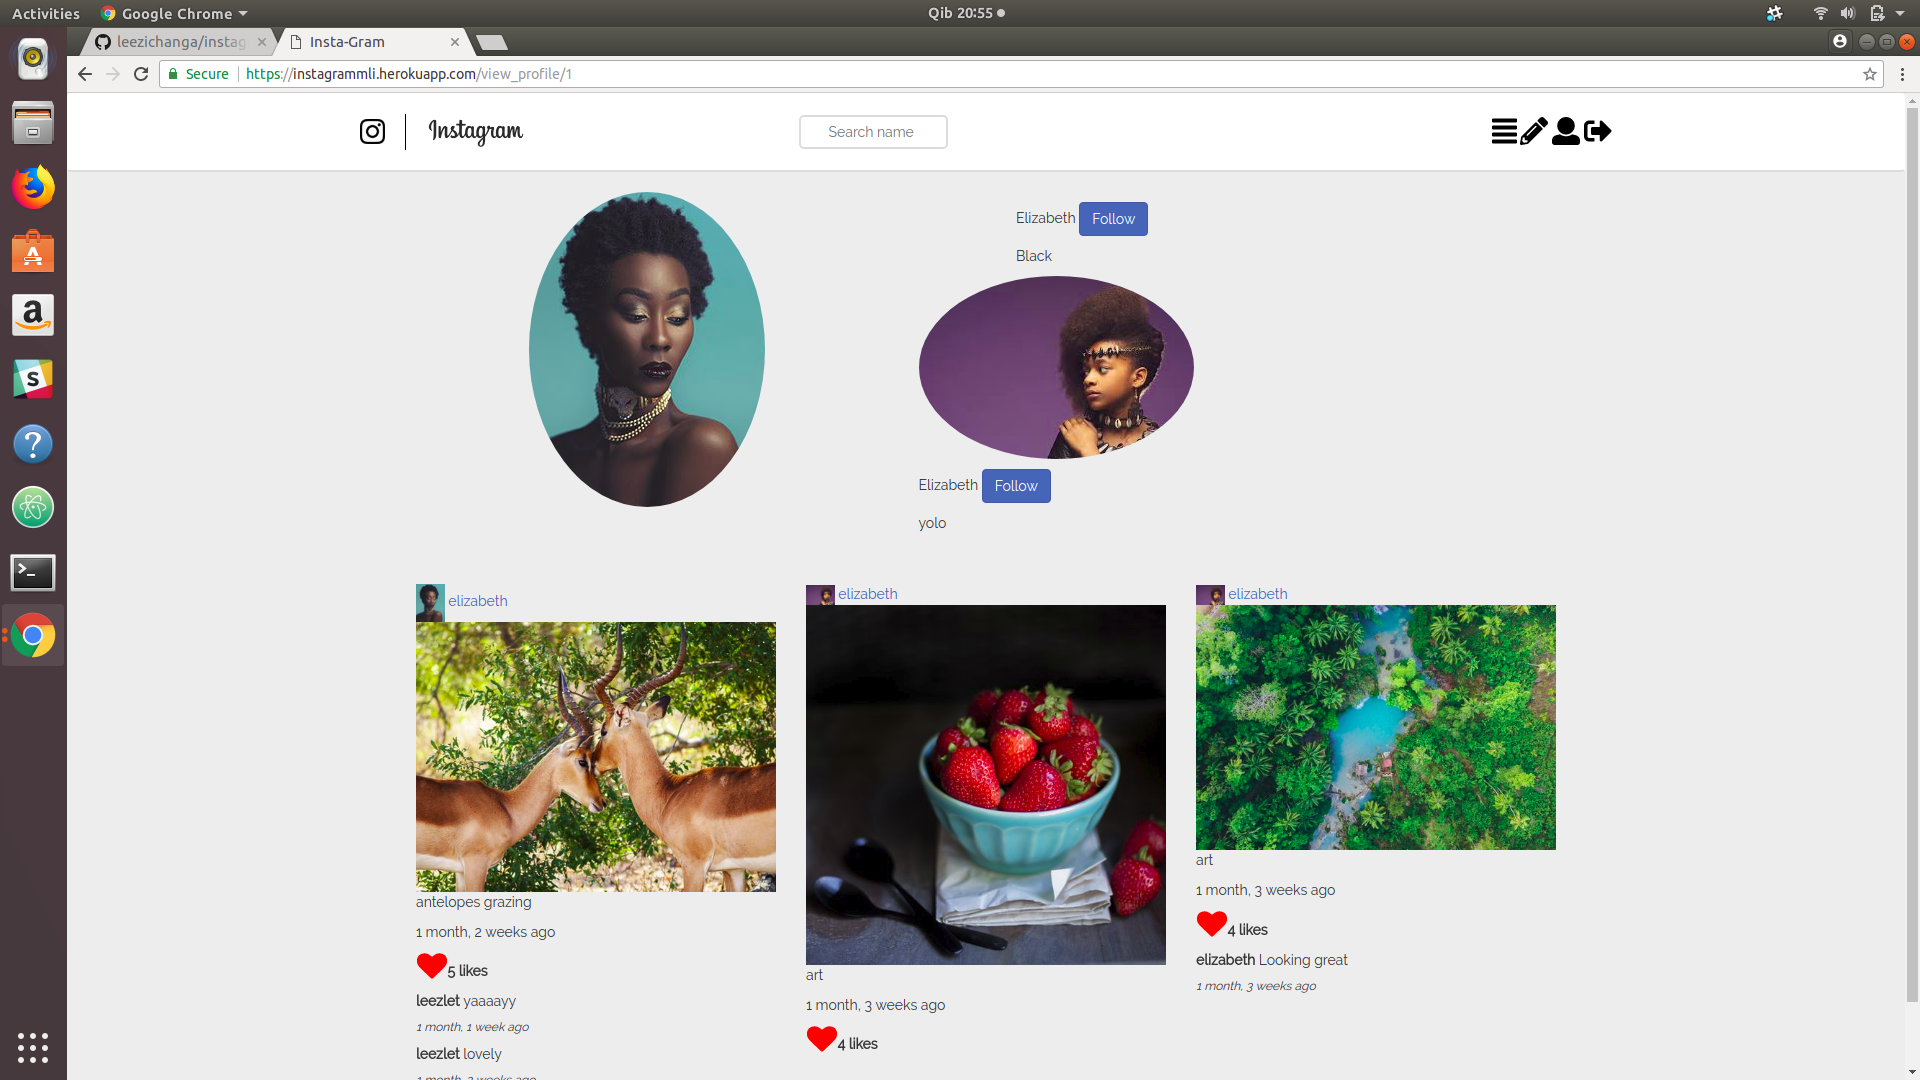 Activities
Google Chrome
Qib 20:55
leezichanga/instag
Insta-Gram
Secure
https://instagrammli.herokuapp.com/view_profile/1
Instagram
Search name
Elizabeth Follow
Black
Elizabeth Follow
yolo
elizabeth
antelopes grazing
1 month, 2 weeks ago
5 likes
leezlet yaaaayy
1 month, 1 week ago
leezlet lovely
elizabeth
art
1 month, 3 weeks ago
4 likes
elizabeth
art
1 month, 3 weeks ago
4 likes
elizabeth Looking great
1 month, 3 weeks ago